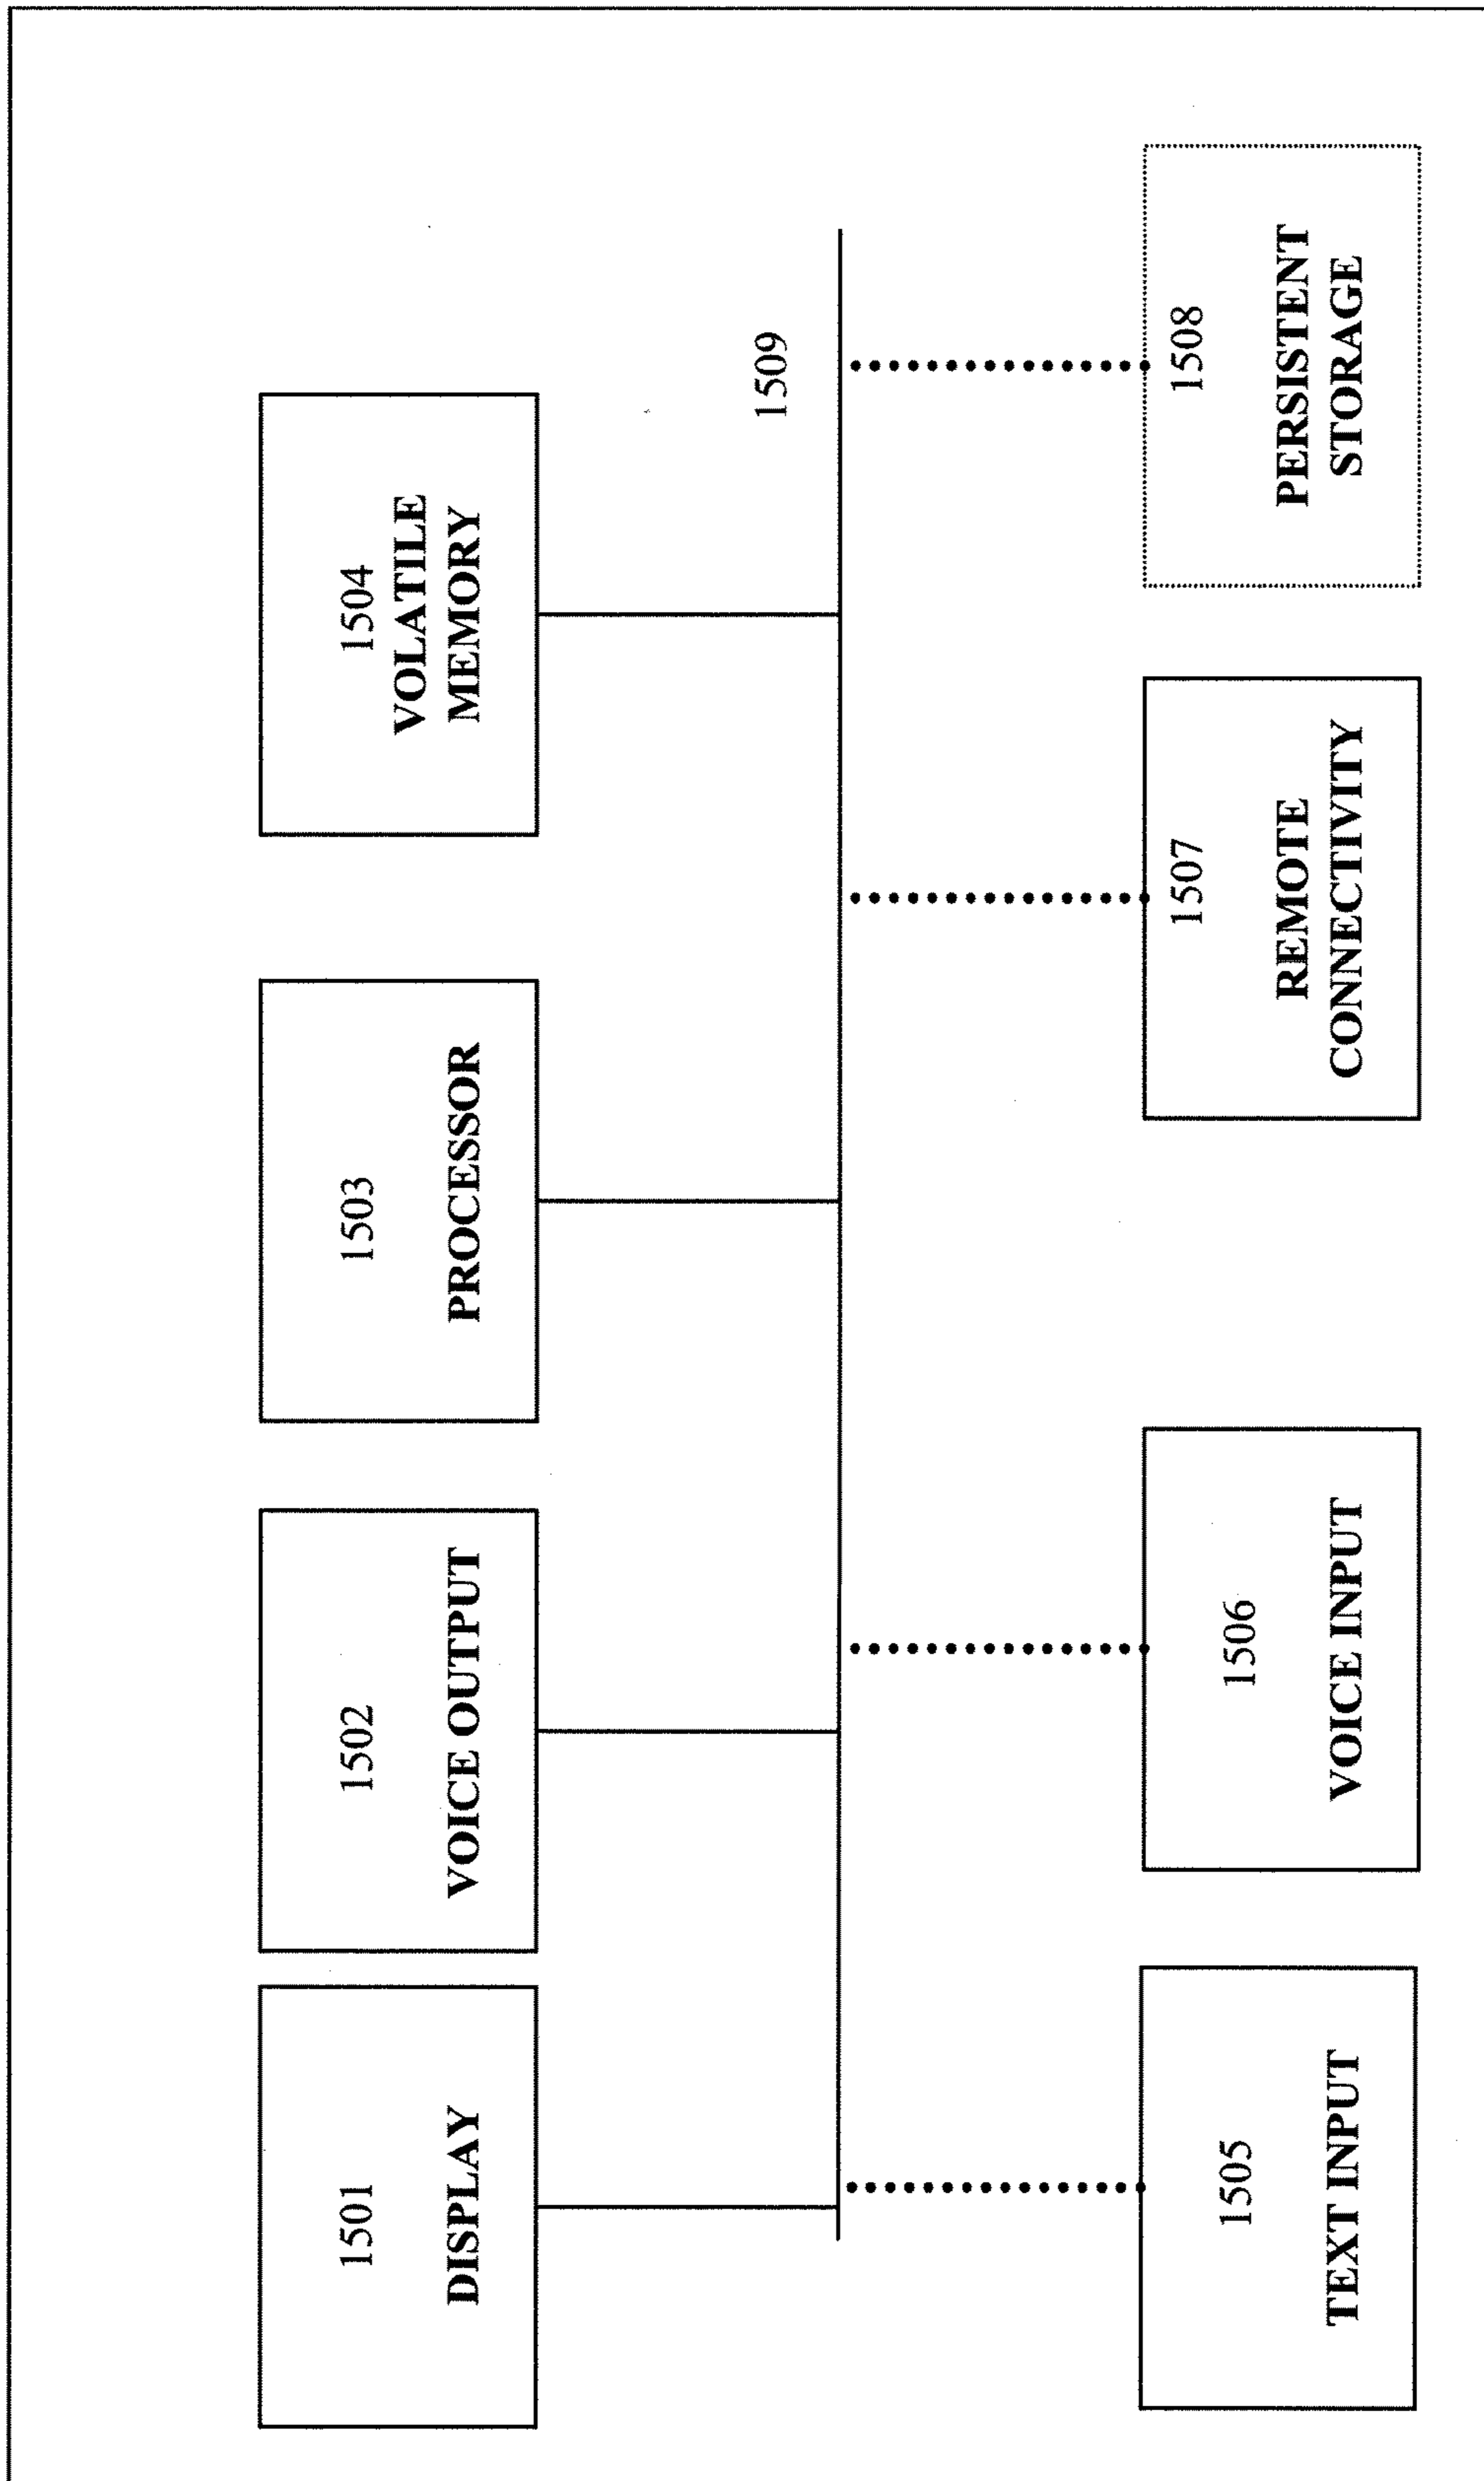 1501
DISPLAY
1502
VOICE OUTPUT
1503
PROCESSOR
1504
VOLATILE
MEMORY
1509
1505
TEXT INPUT
1506
VOICE INPUT
1507
REMOTE
CONNECTIVITY
1508
PERSISTENT
STORAGE